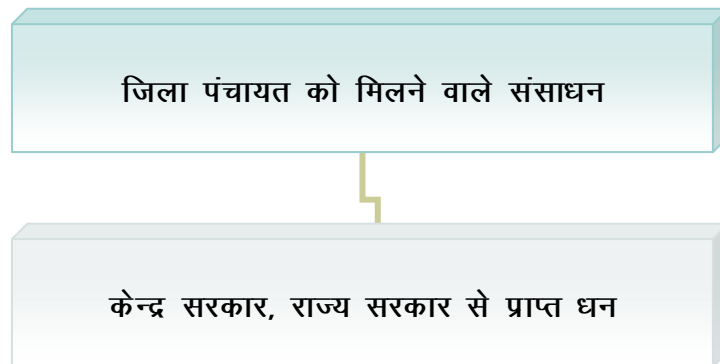 जिला पंचायत को मिलने वाले संसाधन
केन्द्र सरकार, राज्य सरकार से प्राप्त धन